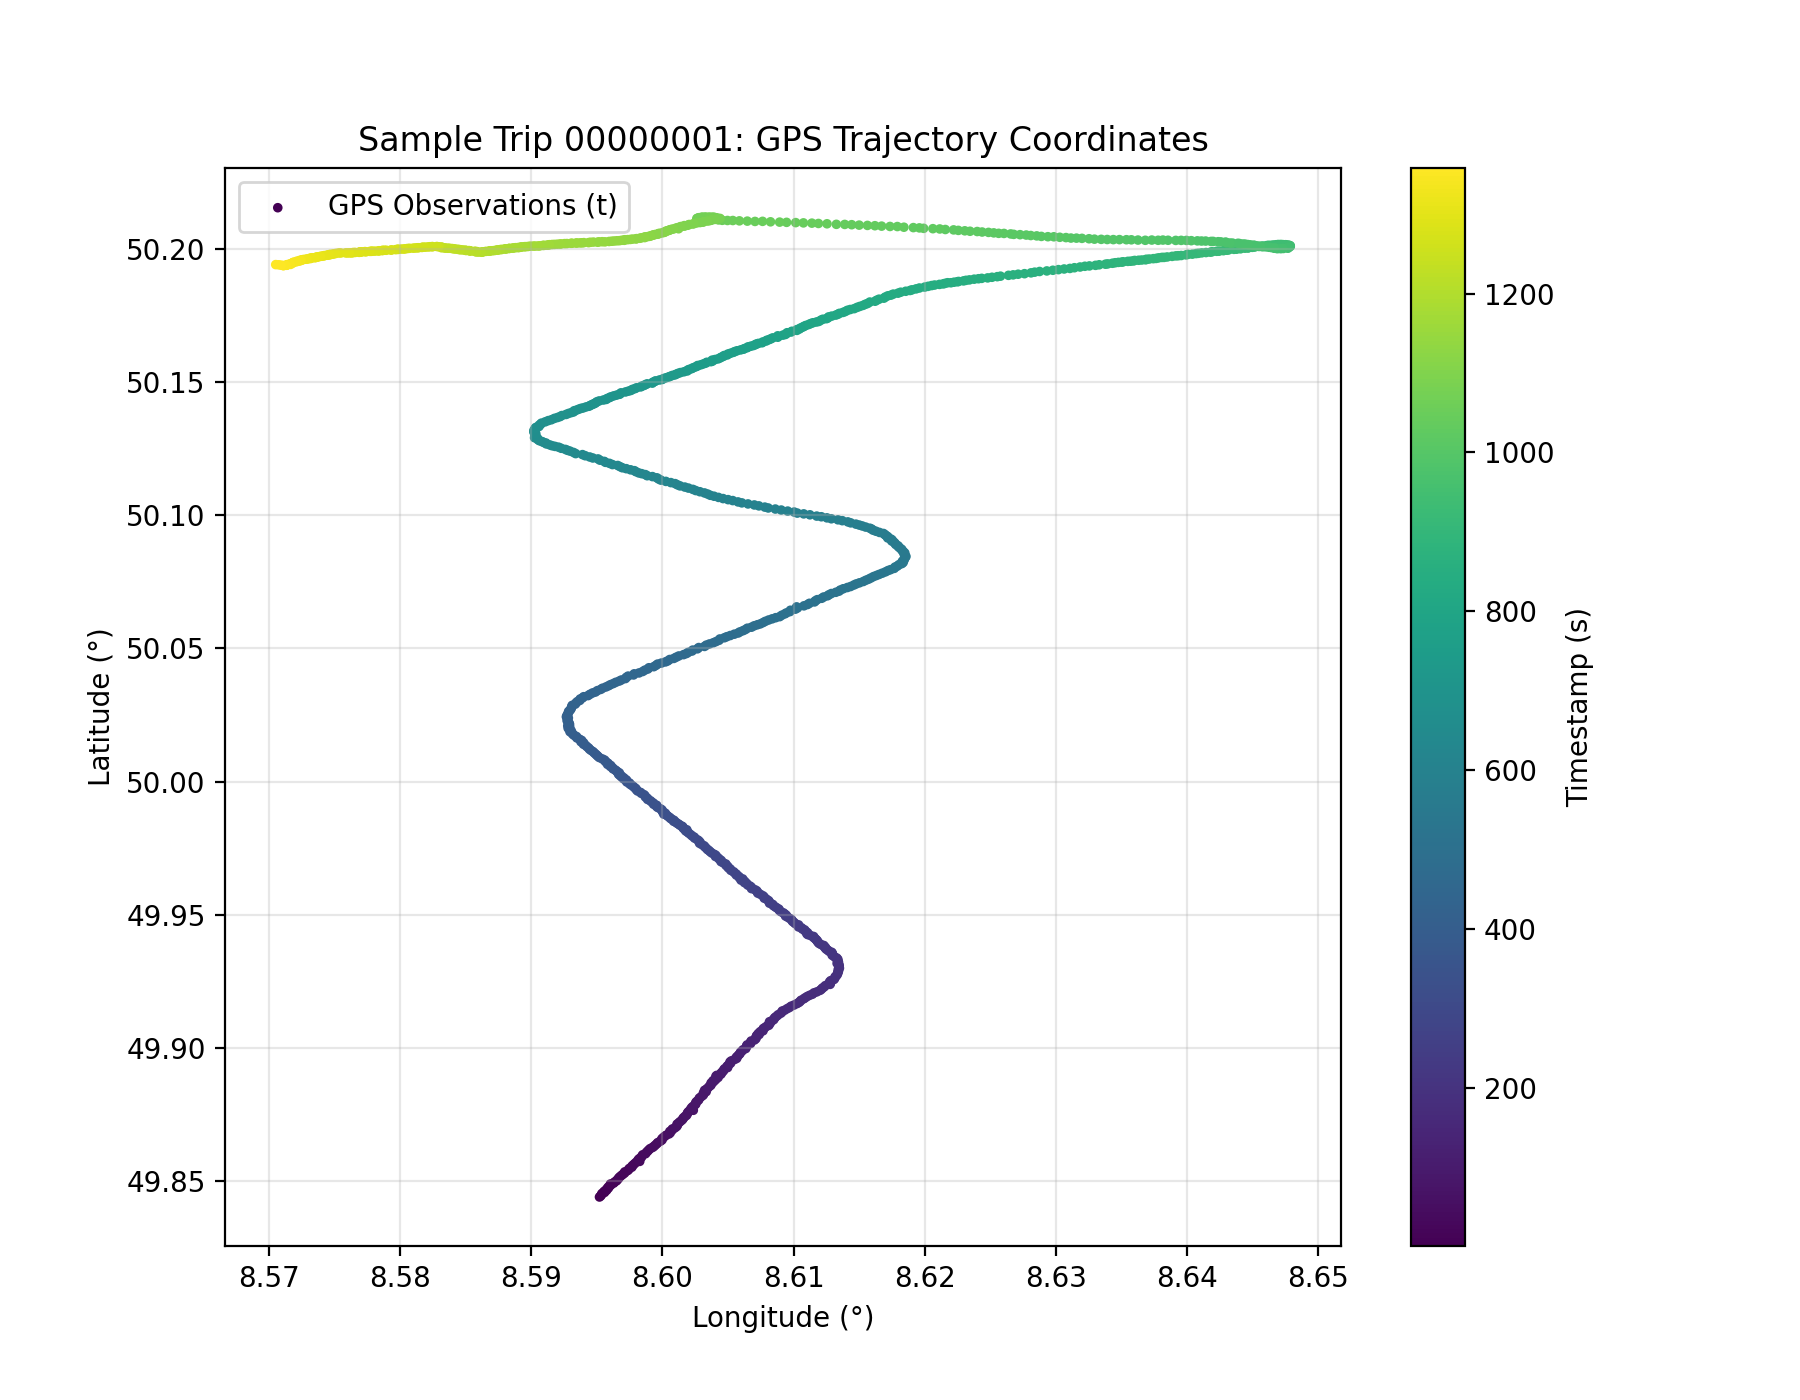 Sample Trip 00000001: GPS Trajectory Coordinates
GPS Observations (t)
50.20
50.15
50.10
50.05
50.00
49.95
49.90
49.85
Latitude (°)
8.57 8.58 8.59 8.60 8.61 8.62 8.63 8.64 8.65
Longitude (°)
1200
1000
800
600
400
200
Timestamp (s)